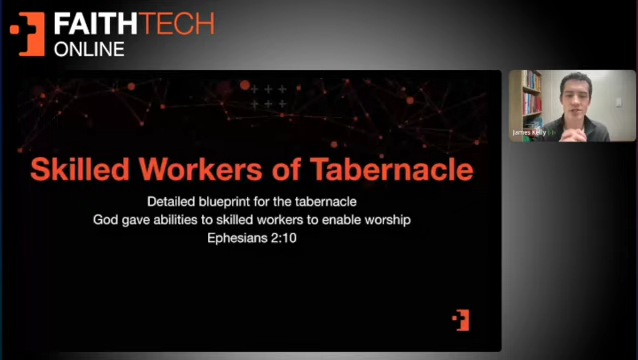 FAITHTECH
ONLINE
Skilled Workers of Tabernacle
Detailed blueprint for the tabernacle
God gave abilities to skilled workers to enable worship
Ephesians 2:10
James Kelly